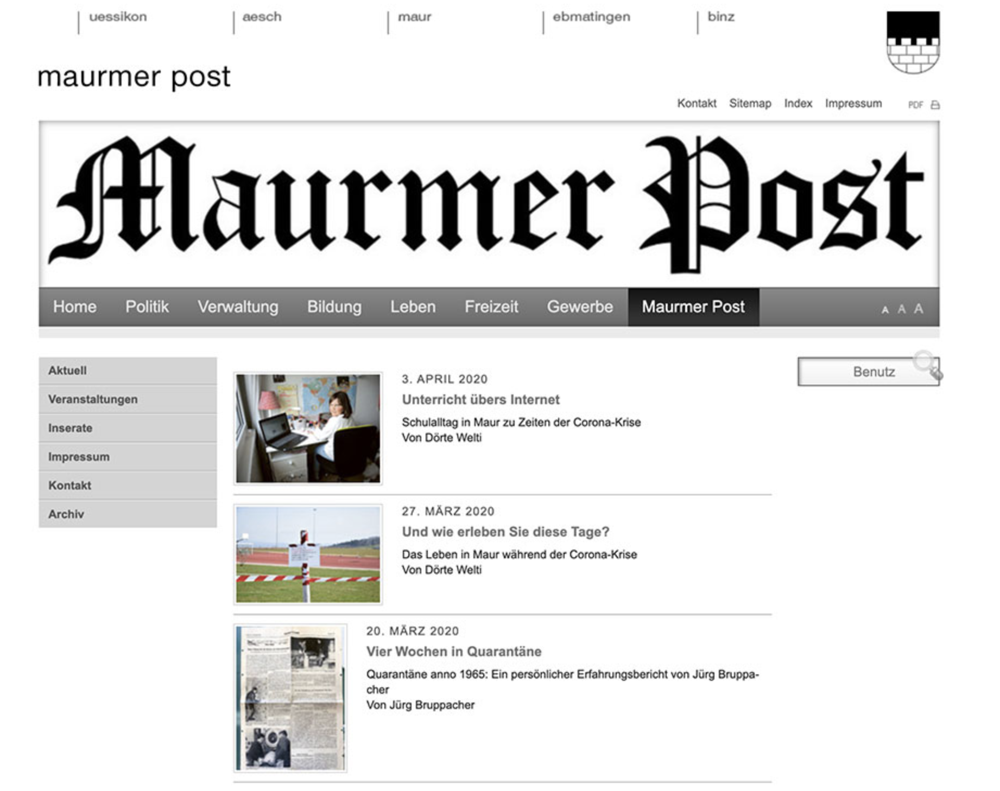 uessikon
aesch
maur
ebmatingen
binz
maurmer post
Kontakt Sitemap Index Impressum PDF
Maurmer Post
Home Politik Verwaltung Bildung Leben Freizeit Gewerbe Maurmer Post A A A
Aktuell
Veranstaltungen
Inserate
Impressum
Kontakt
Archiv
3. APRIL 2020
Unterricht übers Internet
Schulalltag in Maur zu Zeiten der Corona-Krise
Von Dörte Welti
27. MÄRZ 2020
Und wie erleben Sie diese Tage?
Das Leben in Maur während der Corona-Krise
Von Dörte Welti
20. MÄRZ 2020
Vier Wochen in Quarantäne
Quarantäne anno 1965: Ein persönlicher Erfahrungsbericht von Jürg Bruppa-
cher
Von Jürg Bruppacher
Benutz